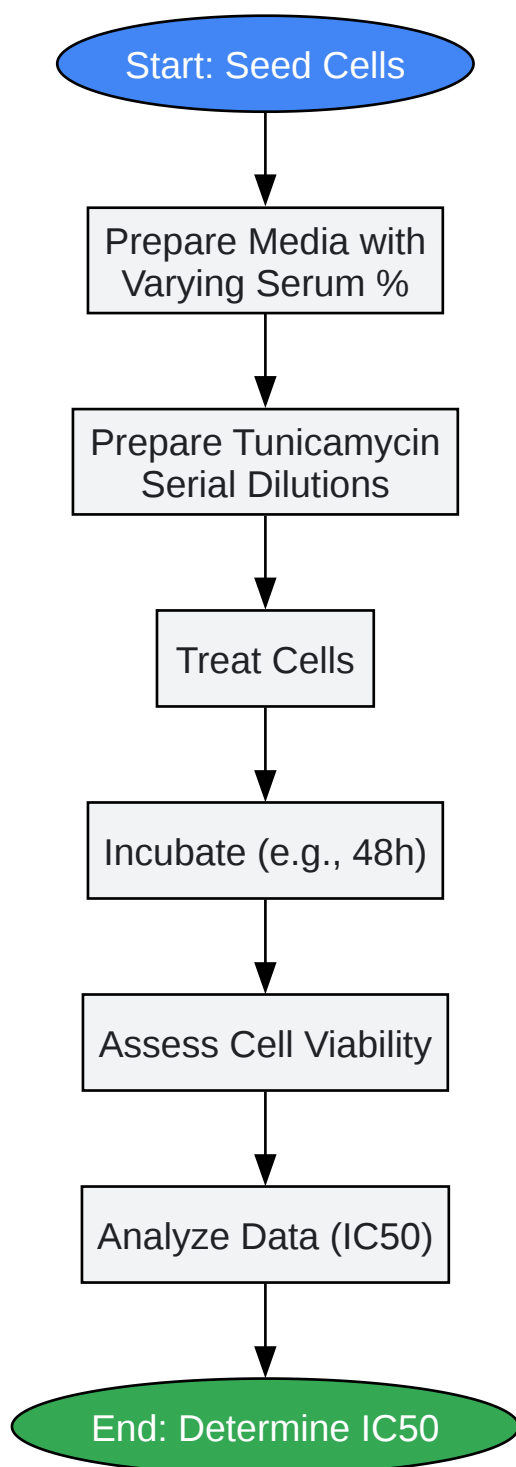 Start: Seed Cells
Prepare Media with
Varying Serum %
Prepare Tunicamycin
Serial Dilutions
Treat Cells
Incubate (e.g., 48h)
Assess Cell Viability
Analyze Data (IC50)
End: Determine IC50